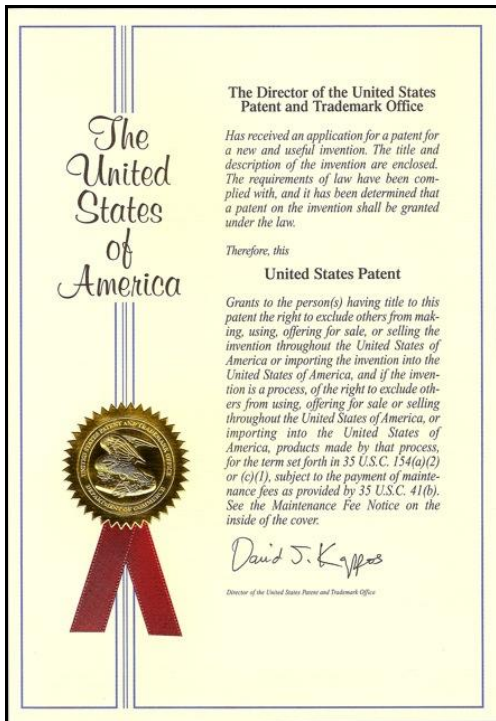 The
United
States
of
America
The Director of the United States
Patent and Trademark Office
Has received an application for a patent for
a new and useful invention. The title and
description of the invention are enclosed.
The requirements of law have been com-
plied with, and it has been determined that
a patent on the invention shall be granted
under the law.
Therefore, this
United States Patent
Grants to the person(s) having title to this
patent the right to exclude others from mak-
ing, using, offering for sale, or selling the
invention throughout the United States of
America or importing the invention into the
United States of America, and if the inven-
tion is a process, of the right to exclude oth-
ers from using, offering for sale or selling
throughout the United States of America, or
importing into the United States of
America, products made by that process,
for the term set forth in 35 U.S.C. 154(a)(2)
or (c)(1), subject to the payment of mainte-
nance fees as provided by 35 U.S.C. 41(b).
See the Maintenance Fee Notice on the
inside of the cover.
David J. Kappos
Director of the United States Patent and Trademark Office
UNITED STATES PATENT AND TRADEMARK OFFICE
DEPARTMENT OF COMMERCE